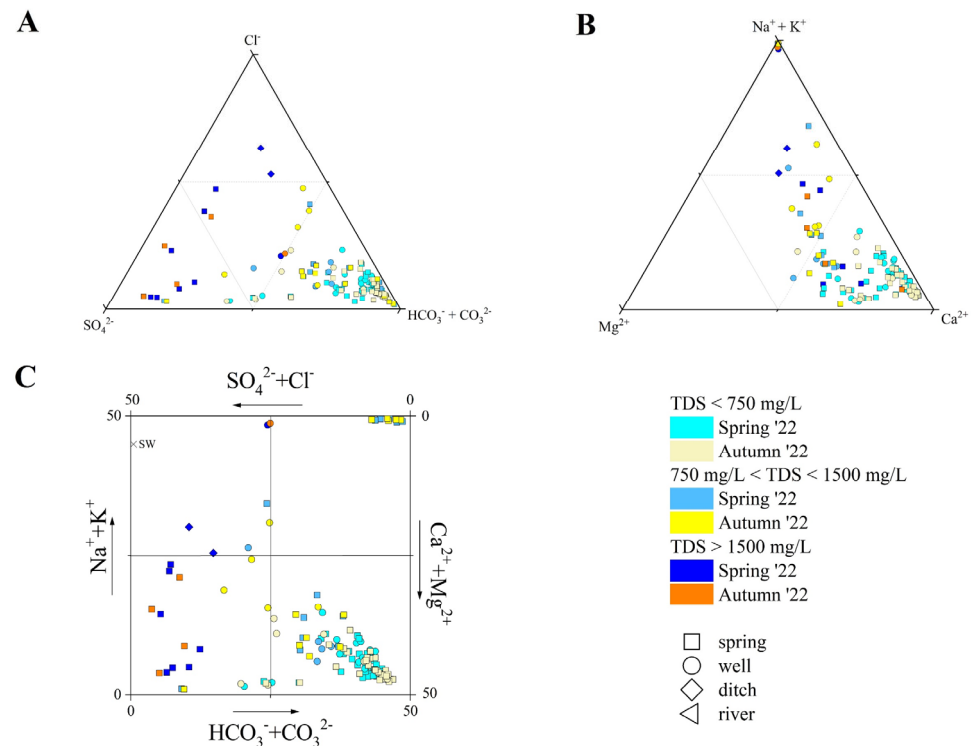 A
Cl⁻
SO₄²⁻
HCO₃⁻ + CO₃²⁻
B
Na⁺ + K⁺
Mg²⁺
Ca²⁺
C
SO₄²⁻+Cl⁻
50
0
50
0
SW
Na⁺+K⁺
Ca²⁺+Mg²⁺
0
50
50
HCO₃⁻+CO₃²⁻
TDS < 750 mg/L
Spring '22
Autumn '22
750 mg/L < TDS < 1500 mg/L
Spring '22
Autumn '22
TDS > 1500 mg/L
Spring '22
Autumn '22
spring
well
ditch
river